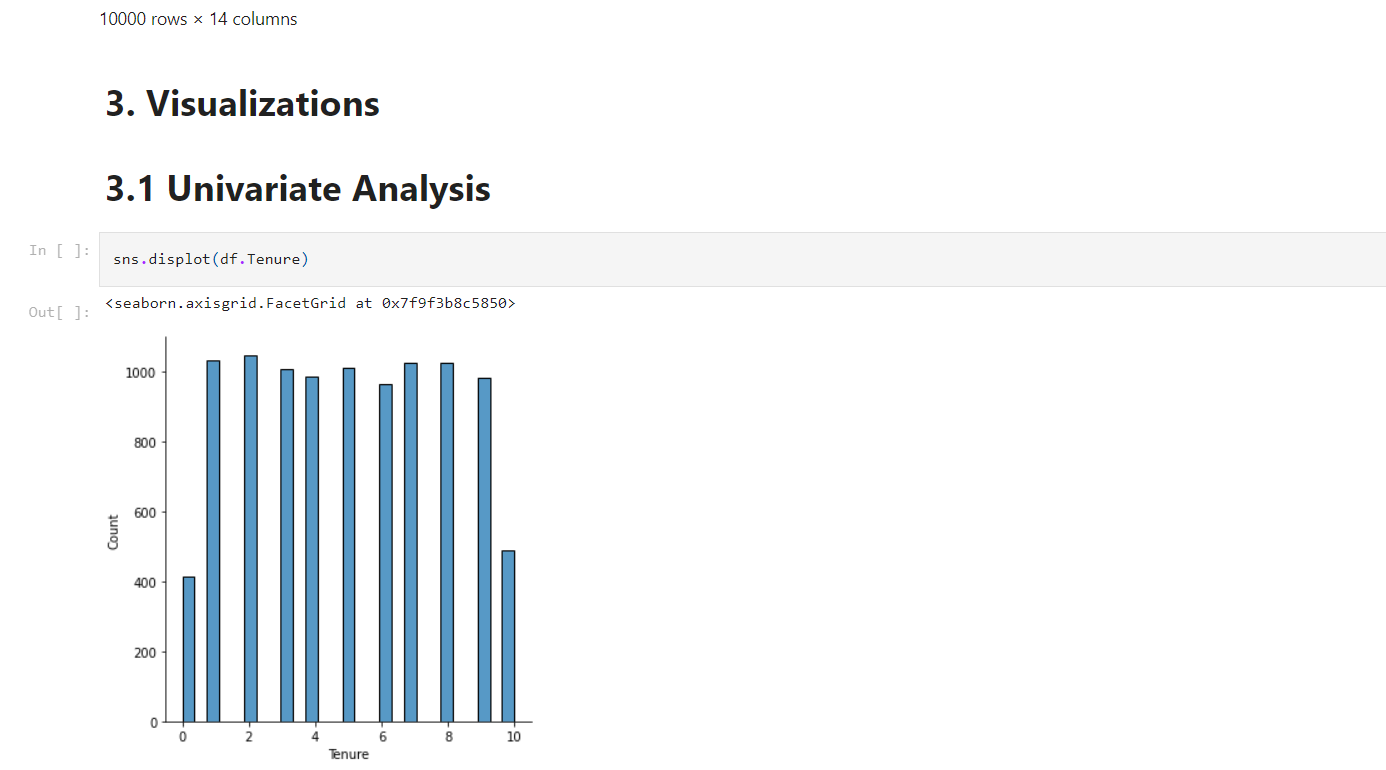 10000 rows × 14 columns
3. Visualizations
3.1 Univariate Analysis
In [ ]:
sns.displot(df.Tenure)
Out[ ]:
<seaborn.axisgrid.FacetGrid at 0x7f9f3b8c5850>
1000
800
600
400
200
0
Count
0 2 4 6 8 10
Tenure